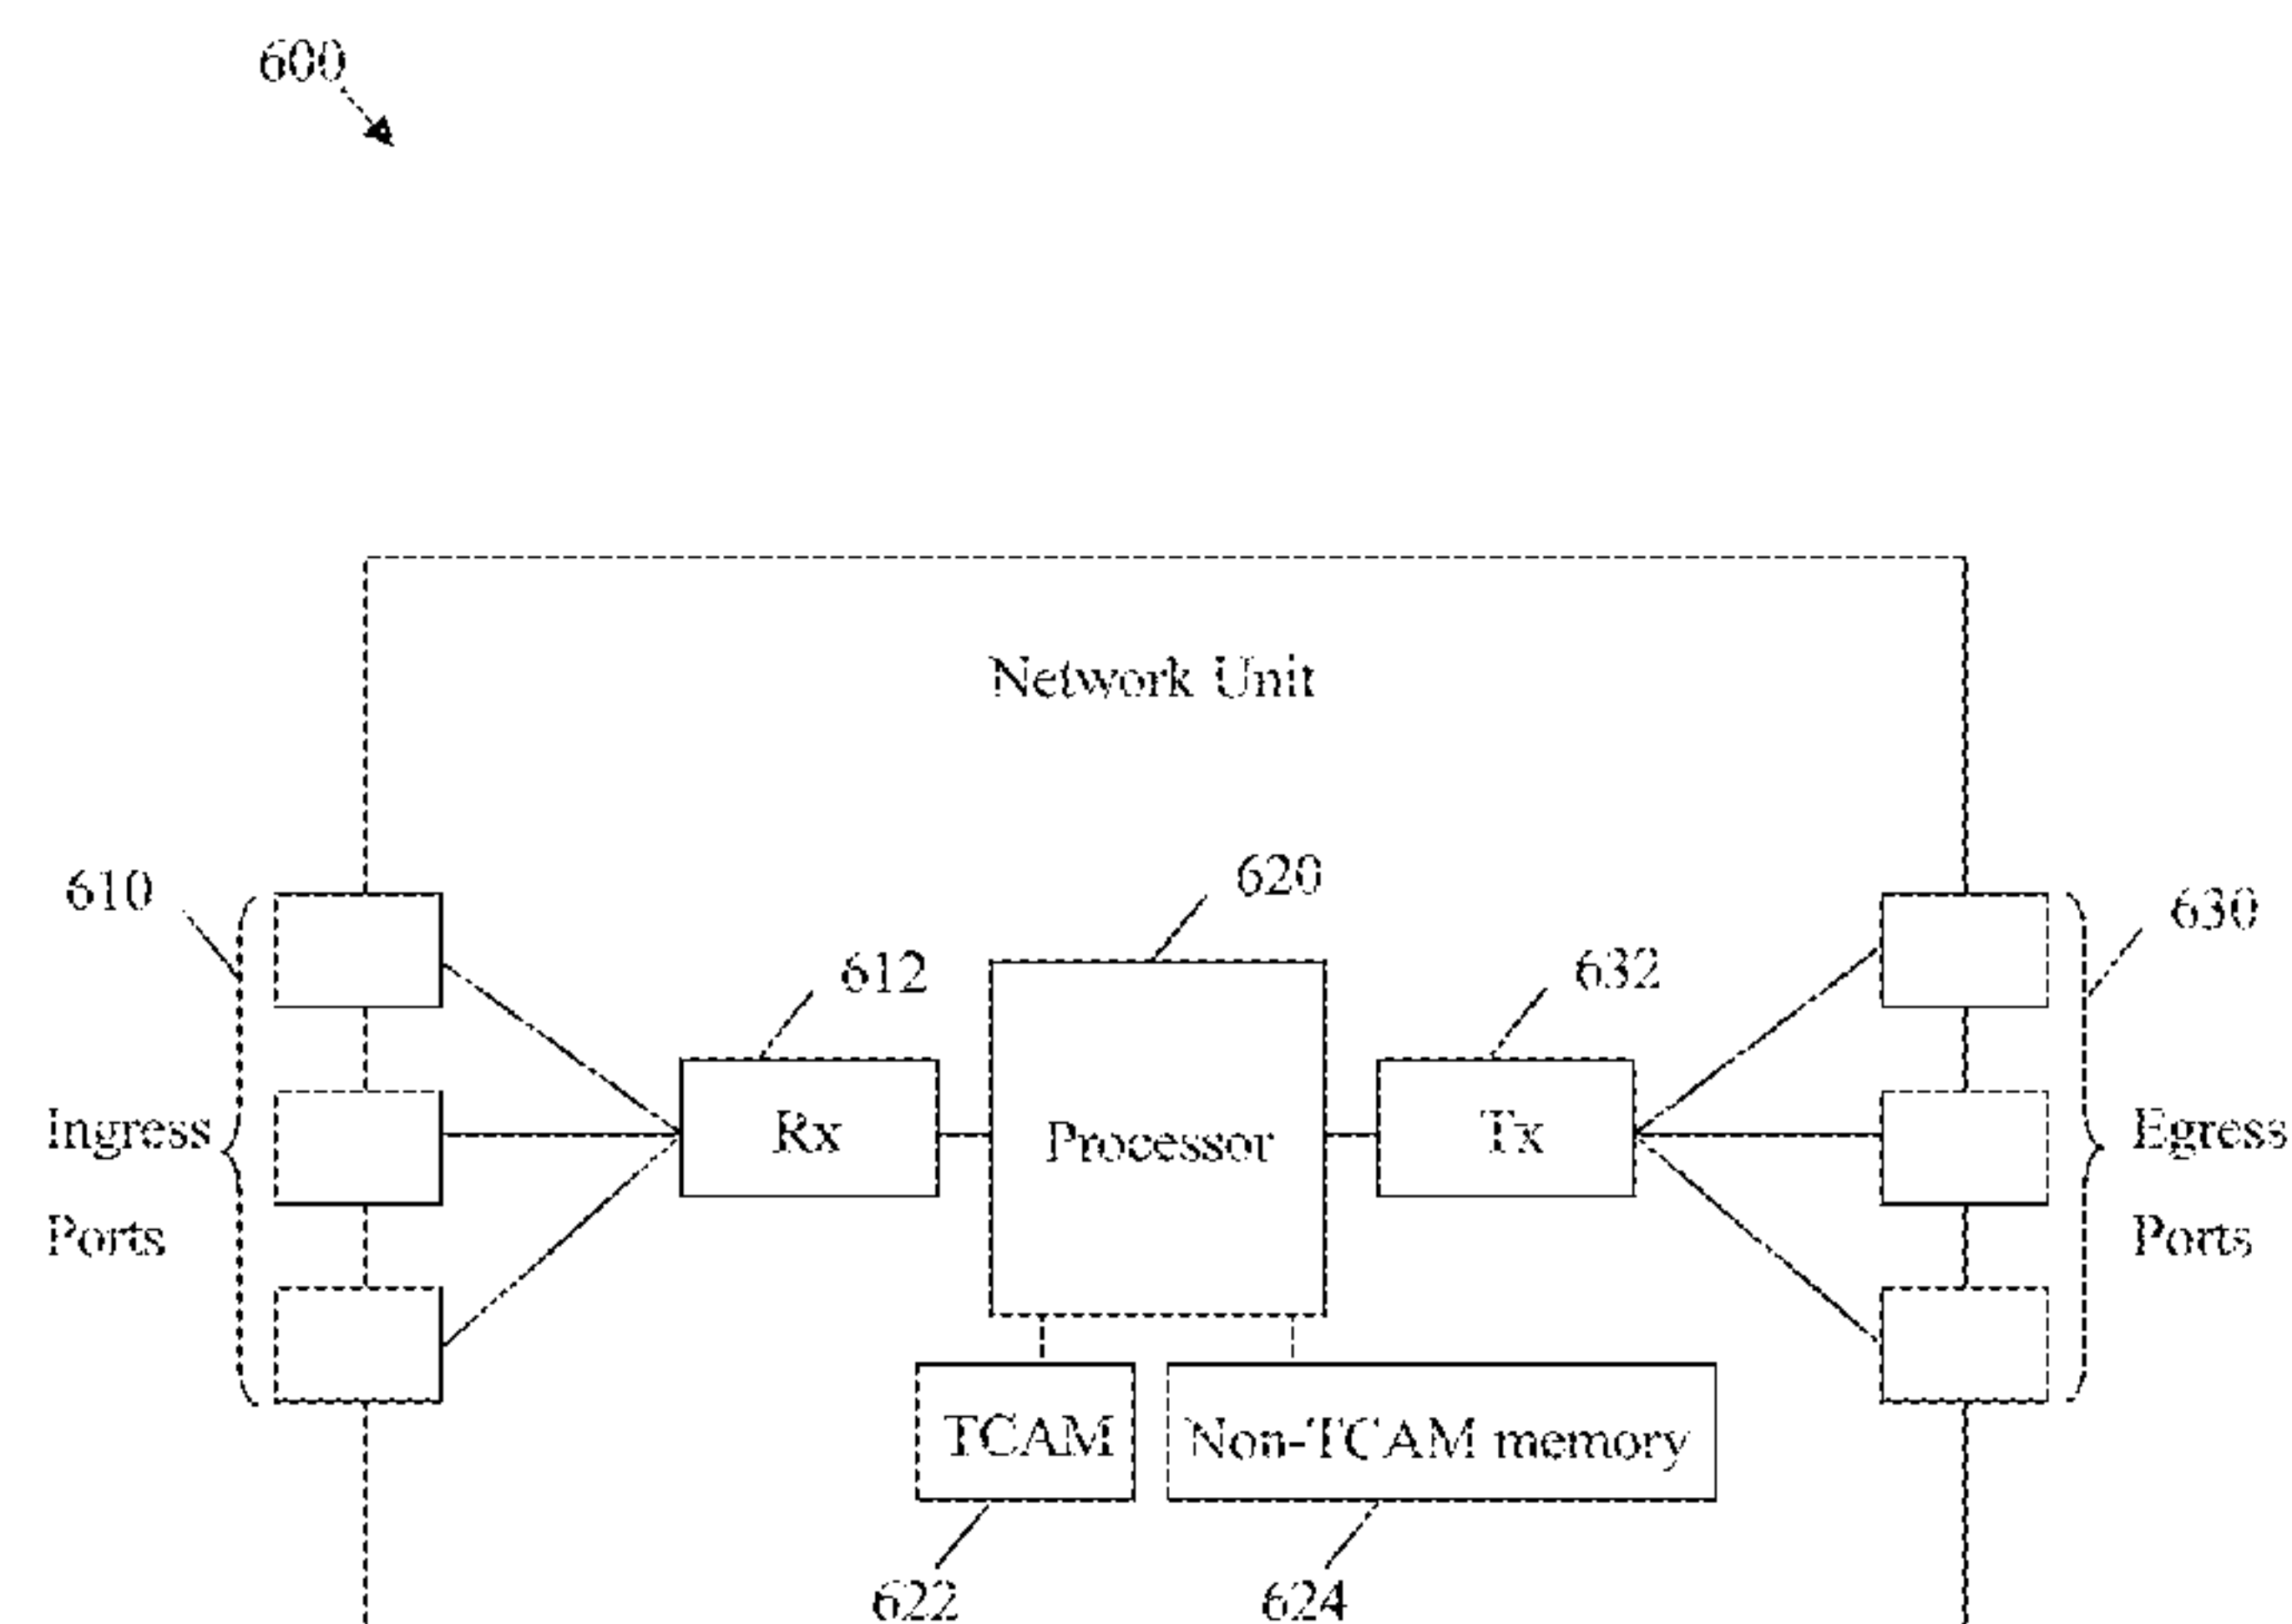 600
Network Unit
620
610
630
612
632
Ingress
Ports
Rx
Processor
Tx
Egress
Ports
TCAM
Non-TCAM memory
622
624